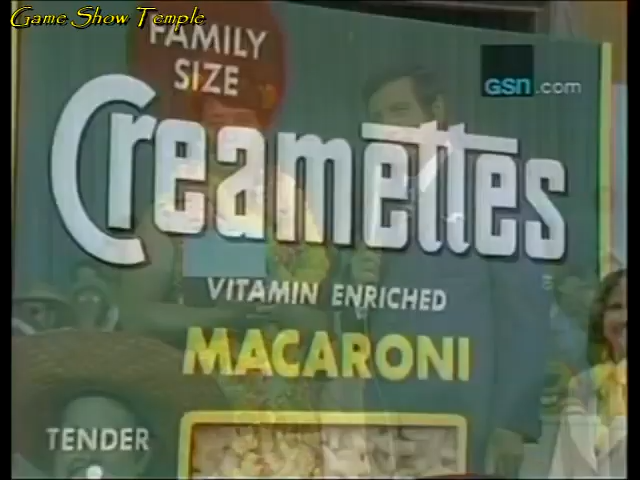 Game Show Temple
FAMILY
SIZE
GSN.com
Creamettes
VITAMIN ENRICHED
MACARONI
TENDER